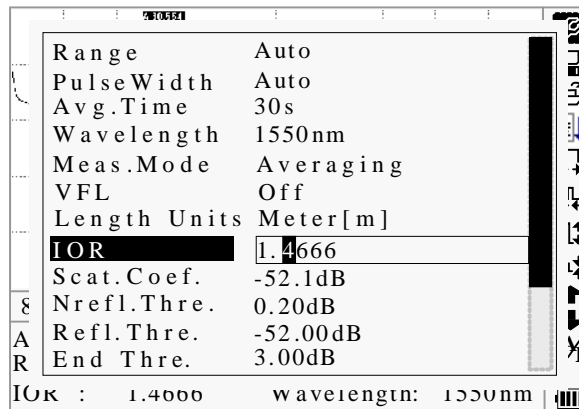 Range Auto
PulseWidth Auto
Avg.Time 30s
Wavelength 1550nm
Meas.Mode Averaging
VFL Off
Length Units Meter[m]
IOR 1.4666
Scat.Coef. -52.1dB
Nrefl.Thre. 0.20dB
Refl.Thre. -52.00dB
End Thre. 3.00dB
A
R
IOR : 1.4666 Wavelength: 1550nm